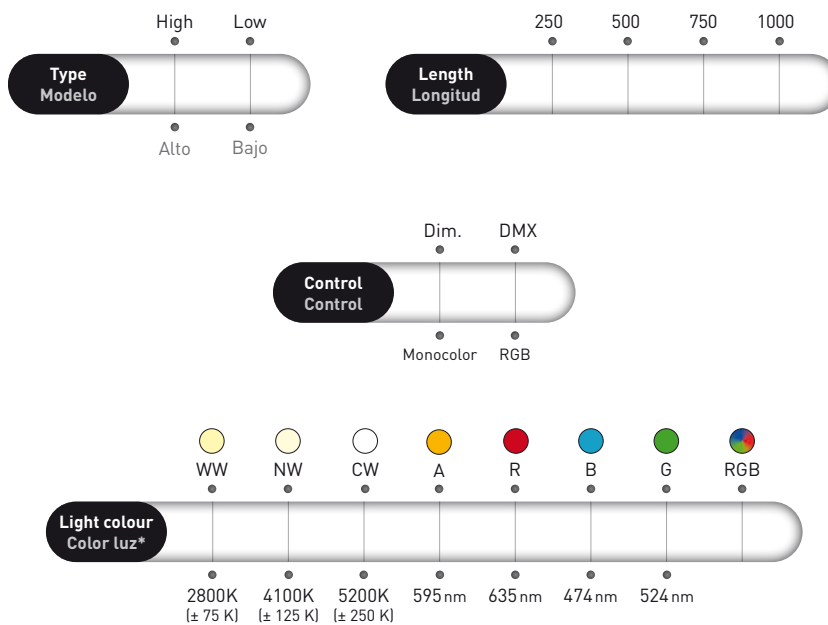 High Low
Type
Modelo
Alto Bajo
250 500 750 1000
Length
Longitud
Dim. DMX
Control
Control
Monocolor RGB
WW NW CW A R B G RGB
Light colour
Color luz*
2800K 4100K 5200K 595 nm 635 nm 474 nm 524 nm
(± 75 K) (± 125 K) (± 250 K)